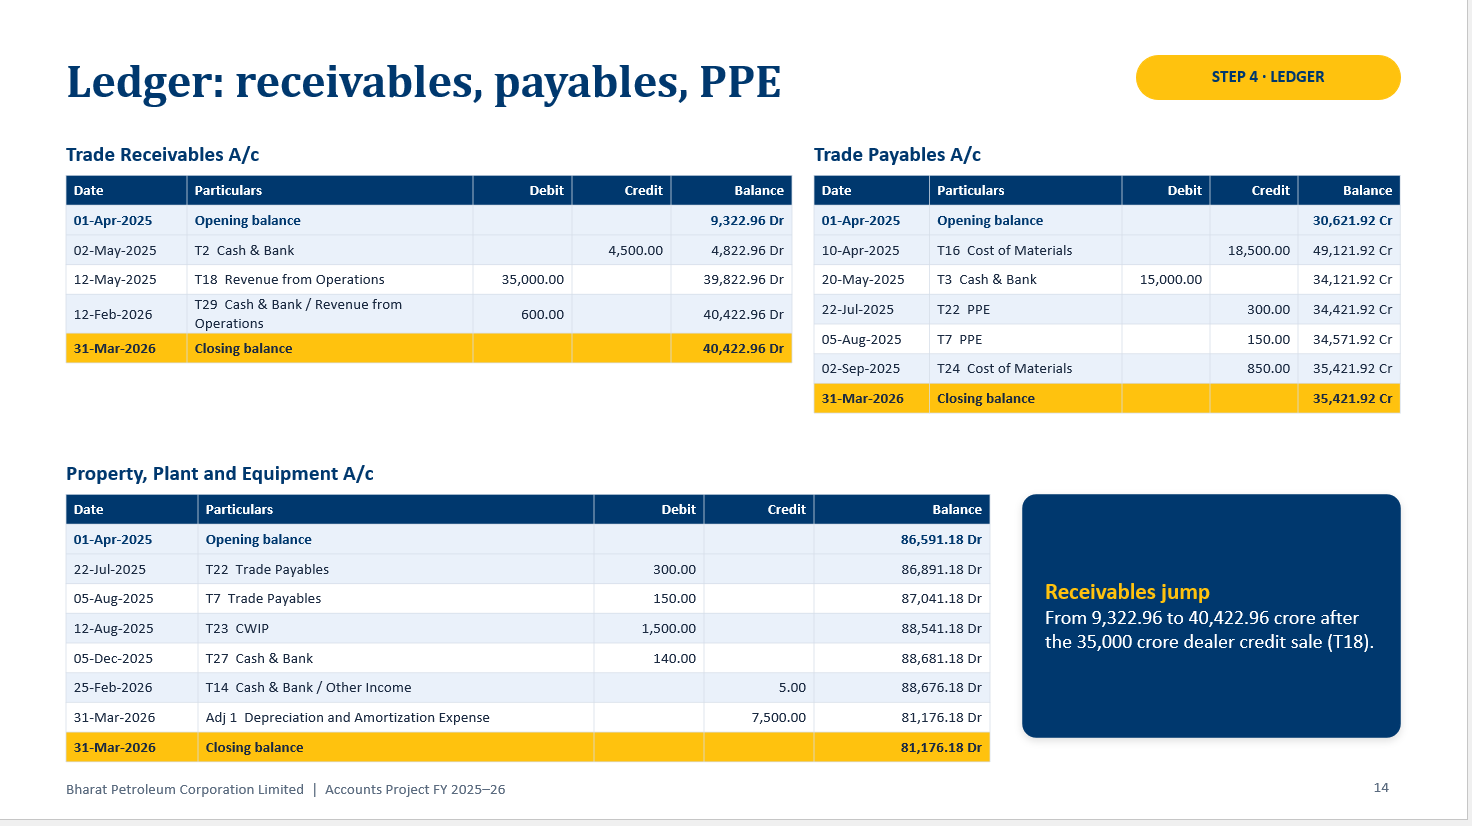 Ledger: receivables, payables, PPE
STEP 4 · LEDGER
Trade Receivables A/c
Date Particulars Debit Credit Balance
01-Apr-2025 Opening balance 9,322.96 Dr
02-May-2025 T2 Cash & Bank 4,500.00 4,822.96 Dr
12-May-2025 T18 Revenue from Operations 35,000.00 39,822.96 Dr
12-Feb-2026 T29 Cash & Bank / Revenue from
Operations 600.00 40,422.96 Dr
31-Mar-2026 Closing balance 40,422.96 Dr
Trade Payables A/c
Date Particulars Debit Credit Balance
01-Apr-2025 Opening balance 30,621.92 Cr
10-Apr-2025 T16 Cost of Materials 18,500.00 49,121.92 Cr
20-May-2025 T3 Cash & Bank 15,000.00 34,121.92 Cr
22-Jul-2025 T22 PPE 300.00 34,421.92 Cr
05-Aug-2025 T7 PPE 150.00 34,571.92 Cr
02-Sep-2025 T24 Cost of Materials 850.00 35,421.92 Cr
31-Mar-2026 Closing balance 35,421.92 Cr
Property, Plant and Equipment A/c
Date Particulars Debit Credit Balance
01-Apr-2025 Opening balance 86,591.18 Dr
22-Jul-2025 T22 Trade Payables 300.00 86,891.18 Dr
05-Aug-2025 T7 Trade Payables 150.00 87,041.18 Dr
12-Aug-2025 T23 CWIP 1,500.00 88,541.18 Dr
05-Dec-2025 T27 Cash & Bank 140.00 88,681.18 Dr
25-Feb-2026 T14 Cash & Bank / Other Income 5.00 88,676.18 Dr
31-Mar-2026 Adj 1 Depreciation and Amortization Expense 7,500.00 81,176.18 Dr
31-Mar-2026 Closing balance 81,176.18 Dr
Receivables jump
From 9,322.96 to 40,422.96 crore after
the 35,000 crore dealer credit sale (T18).
Bharat Petroleum Corporation Limited | Accounts Project FY 2025–26
14